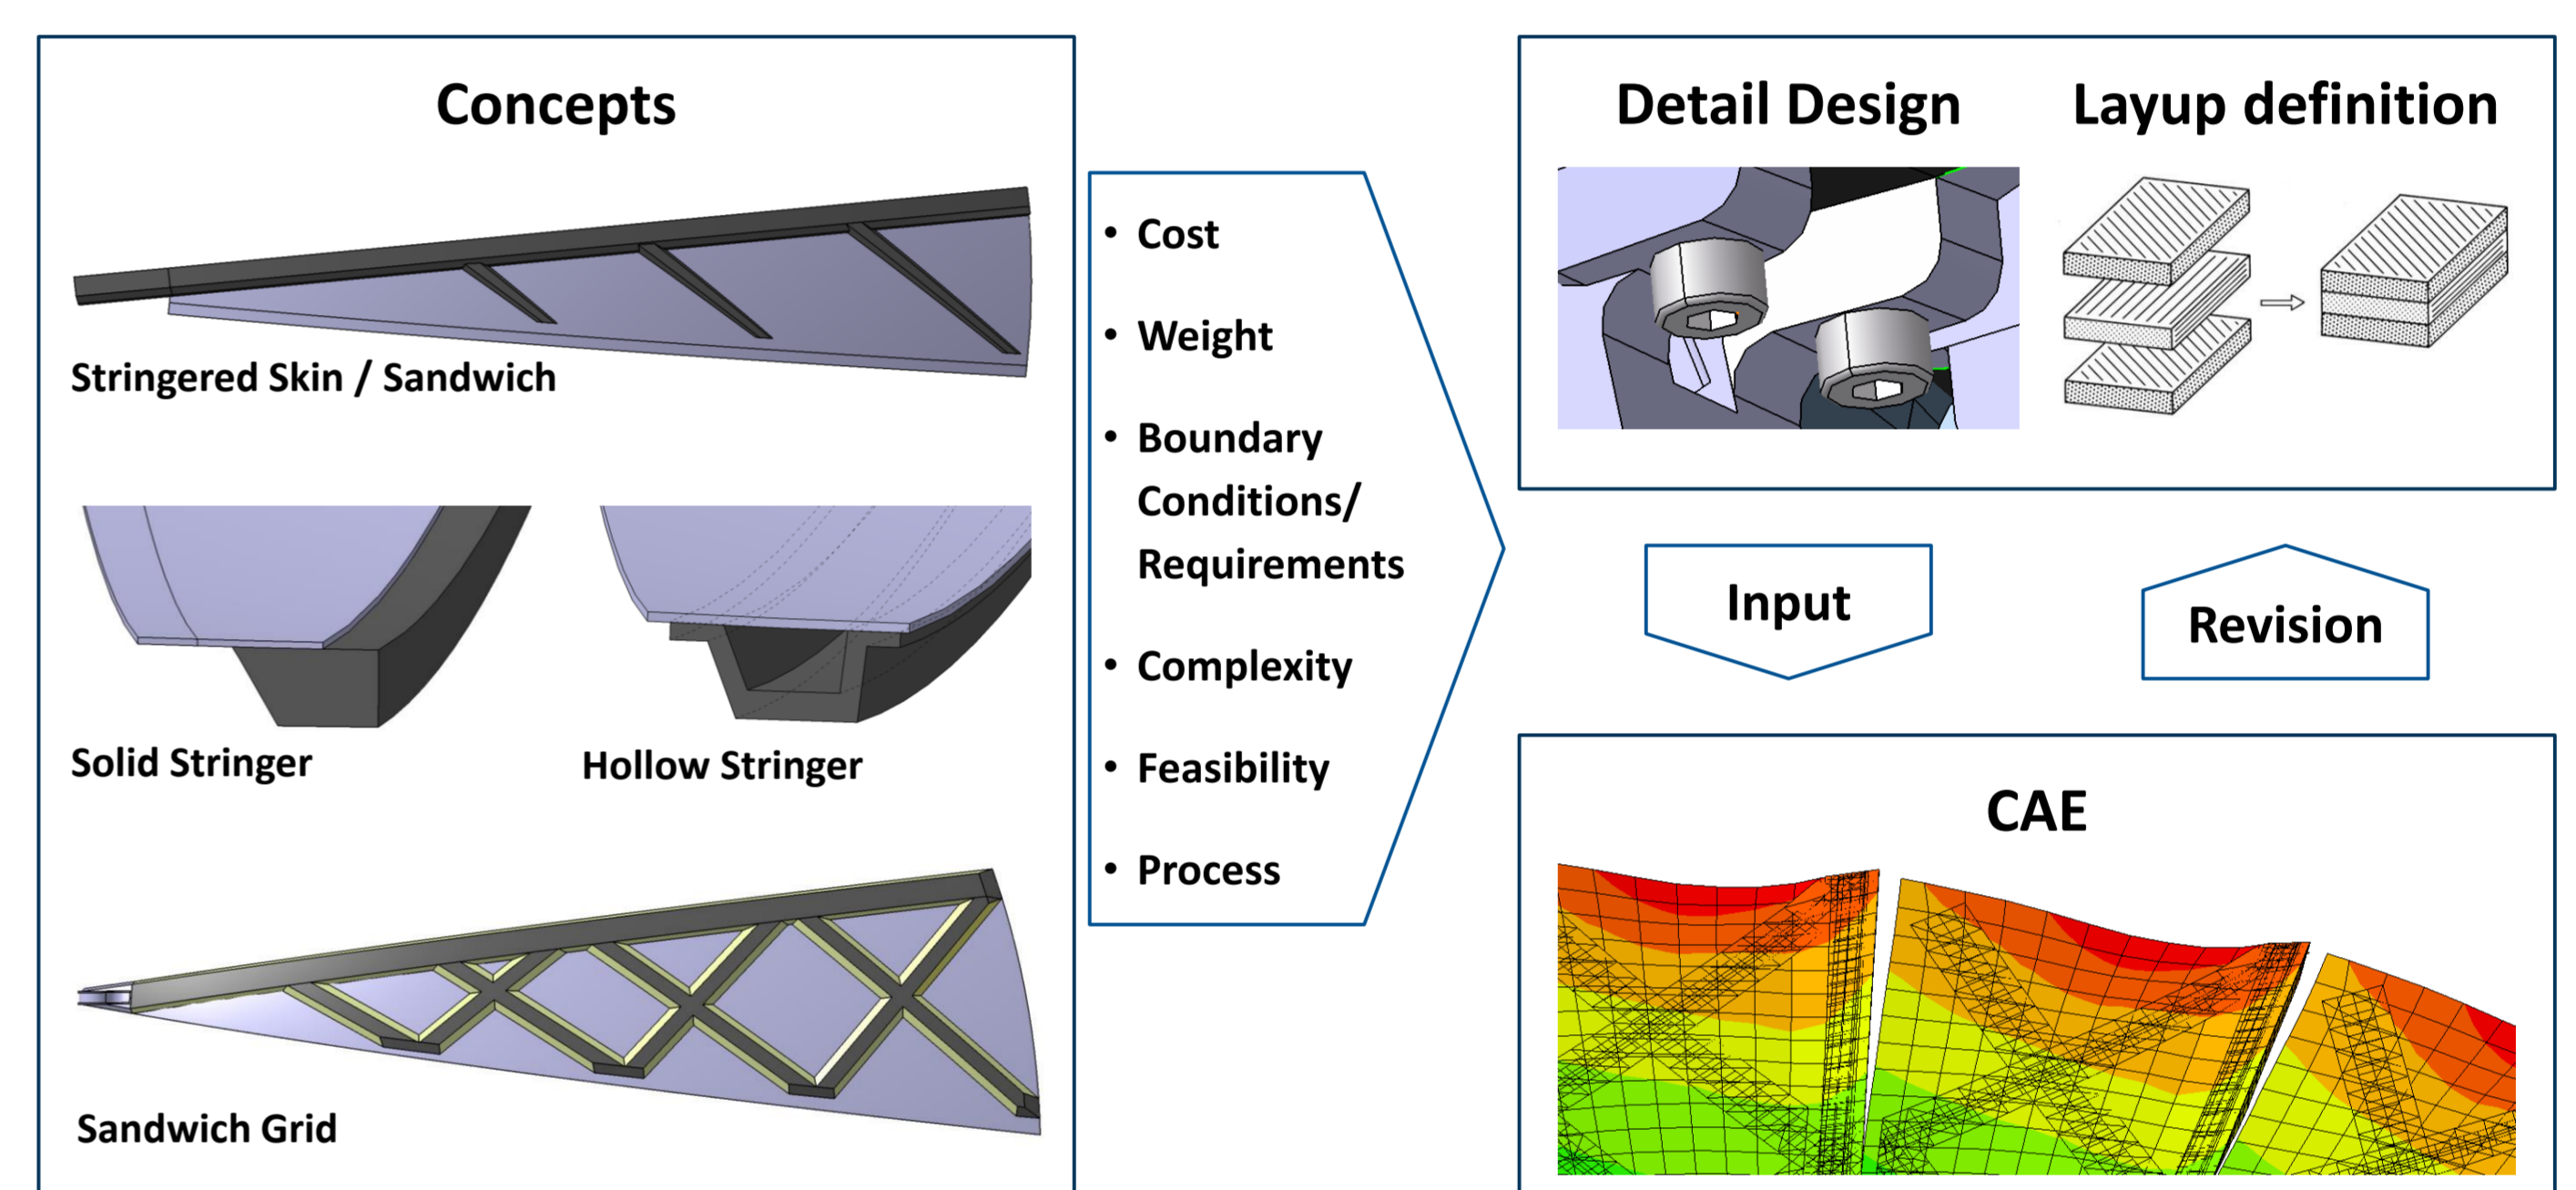 Concepts
Stringered Skin / Sandwich
Solid Stringer
Hollow Stringer
Sandwich Grid
• Cost
• Weight
• Boundary
Conditions/
Requirements
• Complexity
• Feasibility
• Process
Detail Design
Layup definition
Input
Revision
CAE